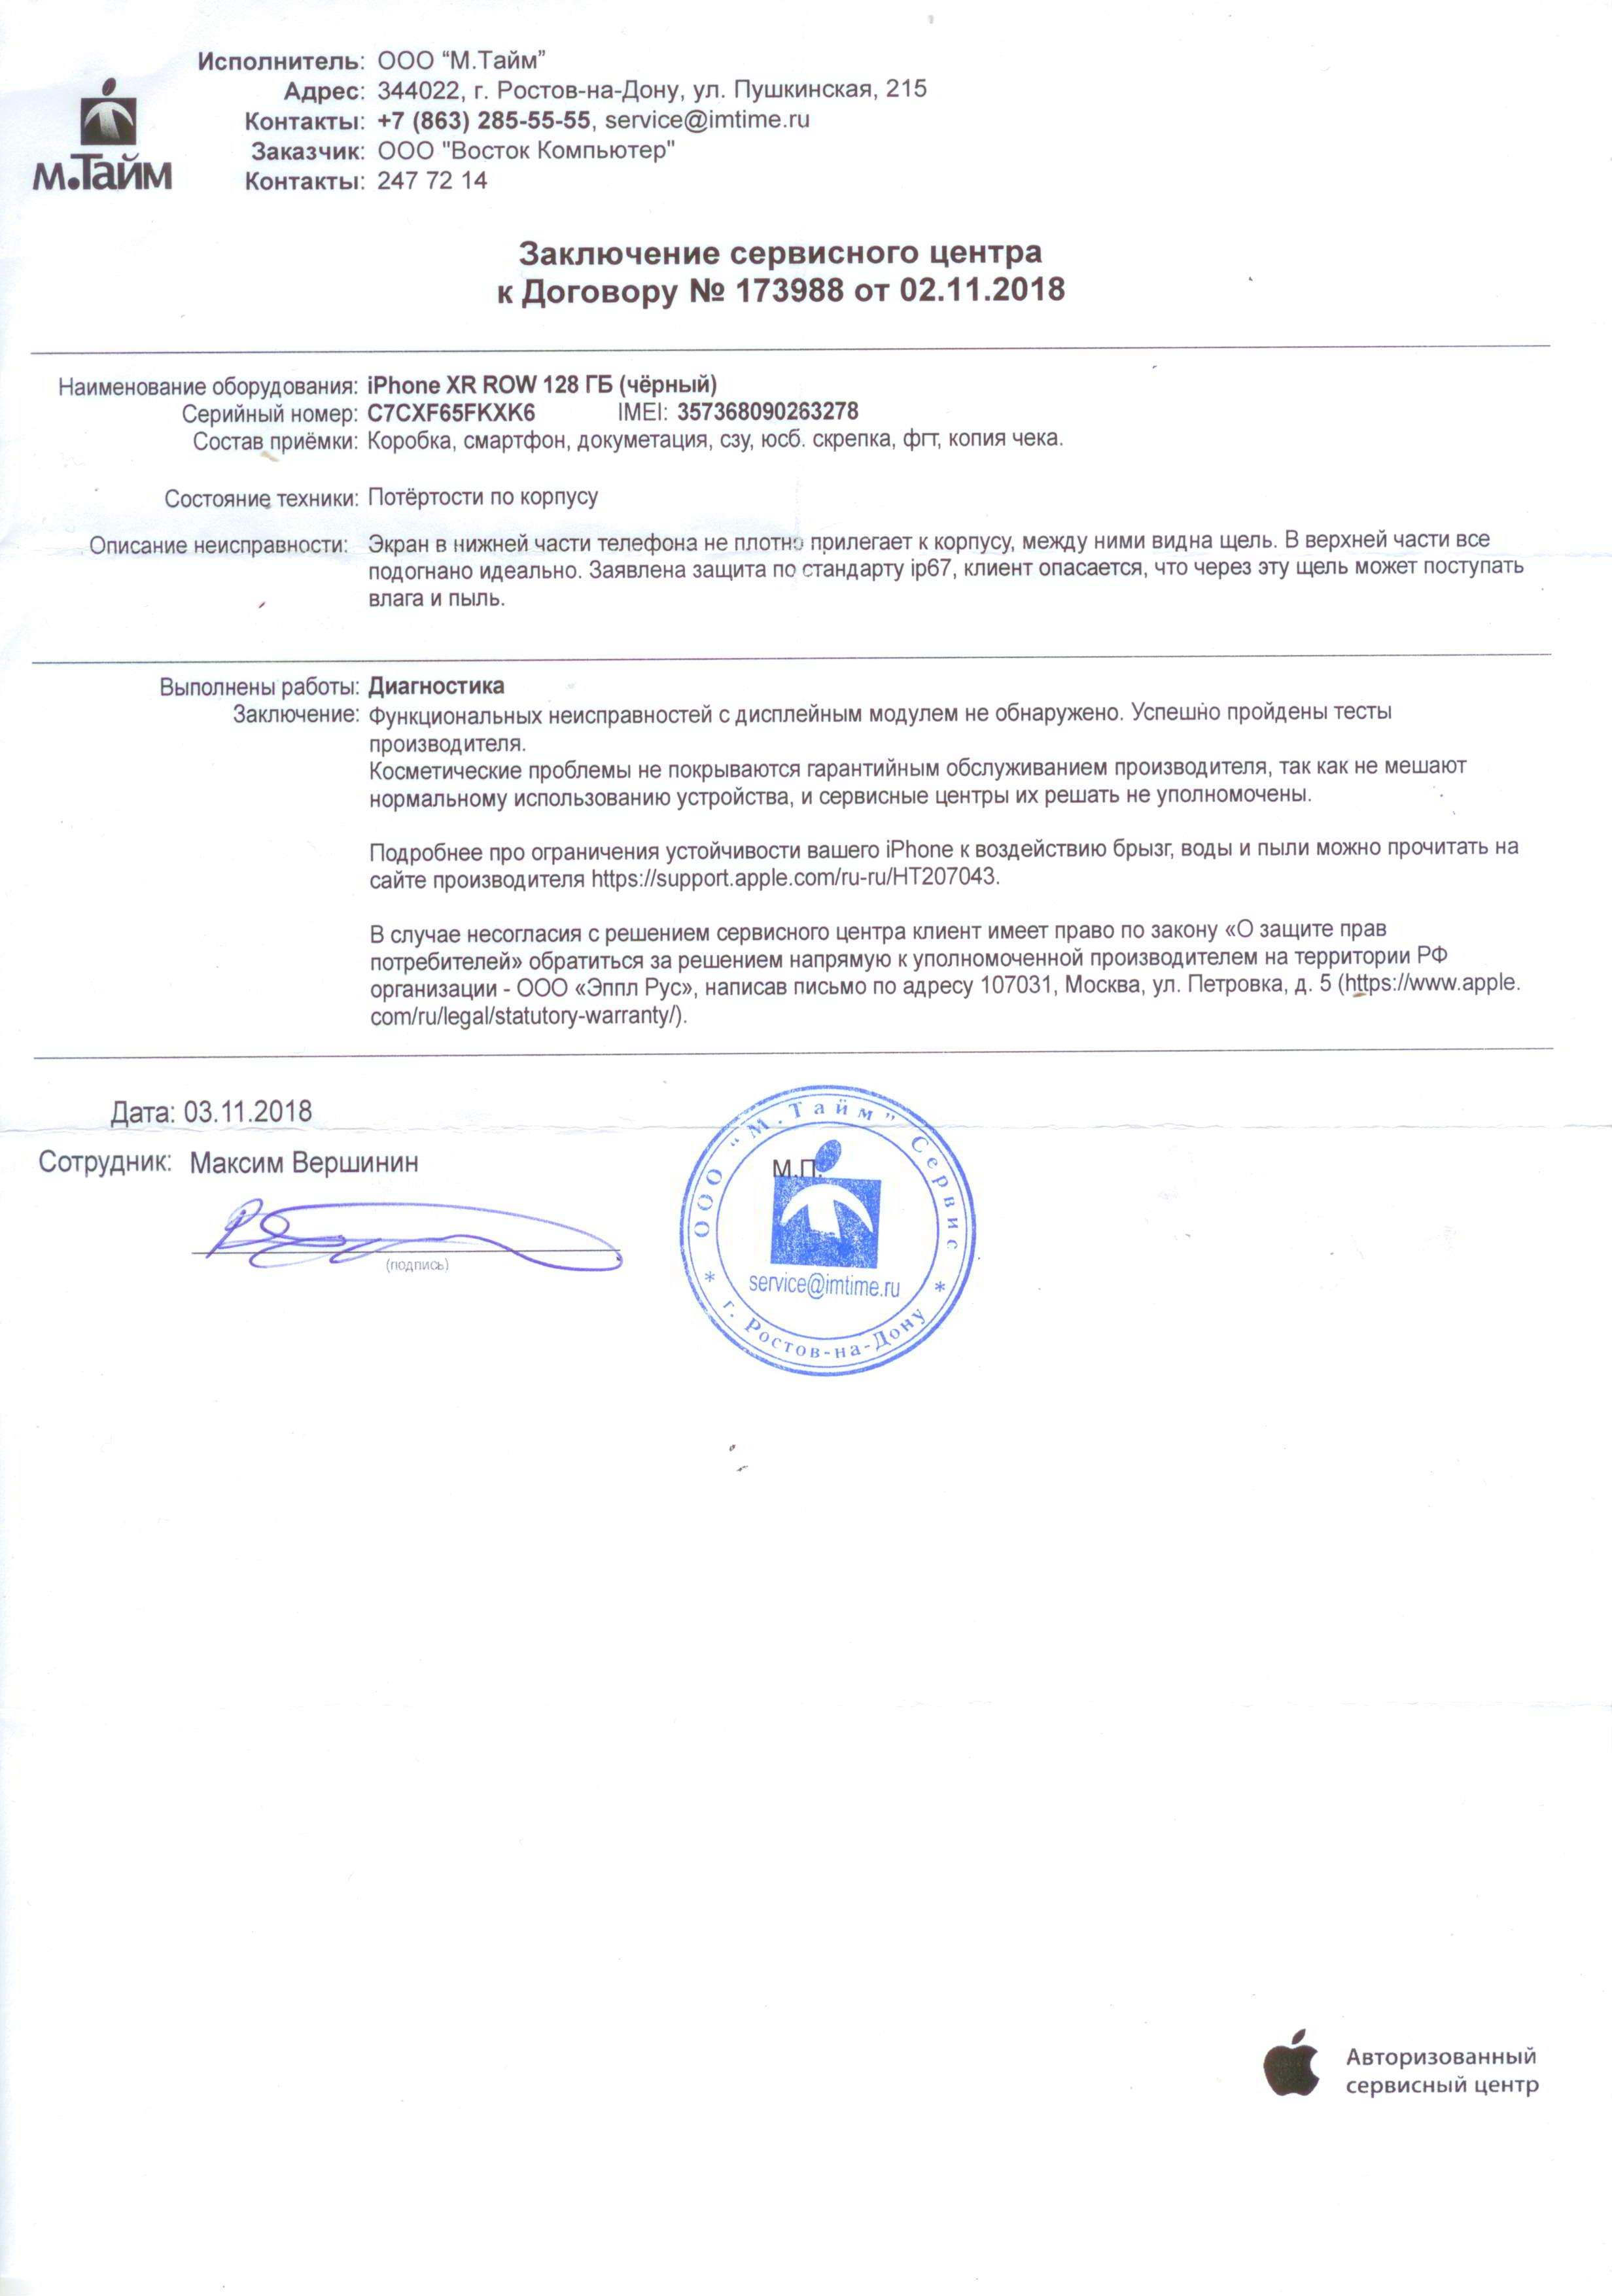 м.Тайм
Исполнитель: ООО “М.Тайм”
Адрес: 344022, г. Ростов-на-Дону, ул. Пушкинская, 215
Контакты: +7 (863) 285-55-55, service@imtime.ru
Заказчик: ООО "Восток Компьютер"
Контакты: 247 72 14
Заключение сервисного центра
к Договору № 173988 от 02.11.2018
Наименование оборудования: iPhone XR ROW 128 ГБ (чёрный)
Серийный номер: C7CXF65FKXK6 IMEI: 357368090263278
Состав приёмки: Коробка, смартфон, докуметация, сзу, юсб. скрепка, фгт, копия чека.
Состояние техники: Потёртости по корпусу
Описание неисправности: Экран в нижней части телефона не плотно прилегает к корпусу, между ними видна щель. В верхней части все
подогнано идеально. Заявлена защита по стандарту ip67, клиент опасается, что через эту щель может поступать
влага и пыль.
Выполнены работы: Диагностика
Заключение: Функциональных неисправностей с дисплейным модулем не обнаружено. Успешно пройдены тесты
производителя.
Косметические проблемы не покрываются гарантийным обслуживанием производителя, так как не мешают
нормальному использованию устройства, и сервисные центры их решать не уполномочены.
Подробнее про ограничения устойчивости вашего iPhone к воздействию брызг, воды и пыли можно прочитать на
сайте производителя https://support.apple.com/ru-ru/HT207043.
В случае несогласия с решением сервисного центра клиент имеет право по закону «О защите прав
потребителей» обратиться за решением напрямую к уполномоченной производителем на территории РФ
организации - ООО «Эппл Рус», написав письмо по адресу 107031, Москва, ул. Петровка, д. 5 (https://www.apple.
com/ru/legal/statutory-warranty/).
Дата: 03.11.2018
Сотрудник: Максим Вершинин
(подпись)
М.П.
ООО "М.Тайм" Сервис
service@imtime.ru
* г. Ростов-на-Дону *
Авторизованный
сервисный центр